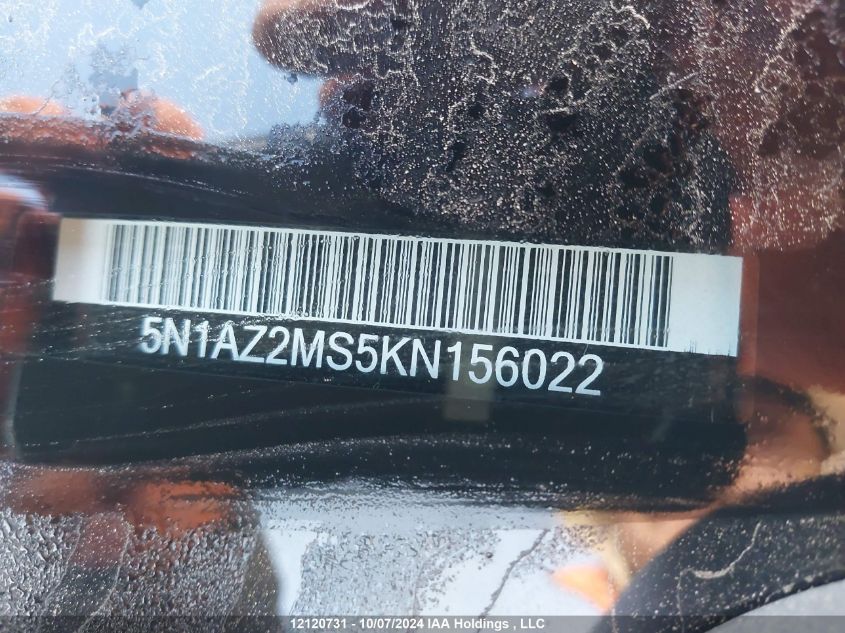 5N1AZ2MS5KN156022
12120731 - 10/07/2024 IAA Holdings , LLC